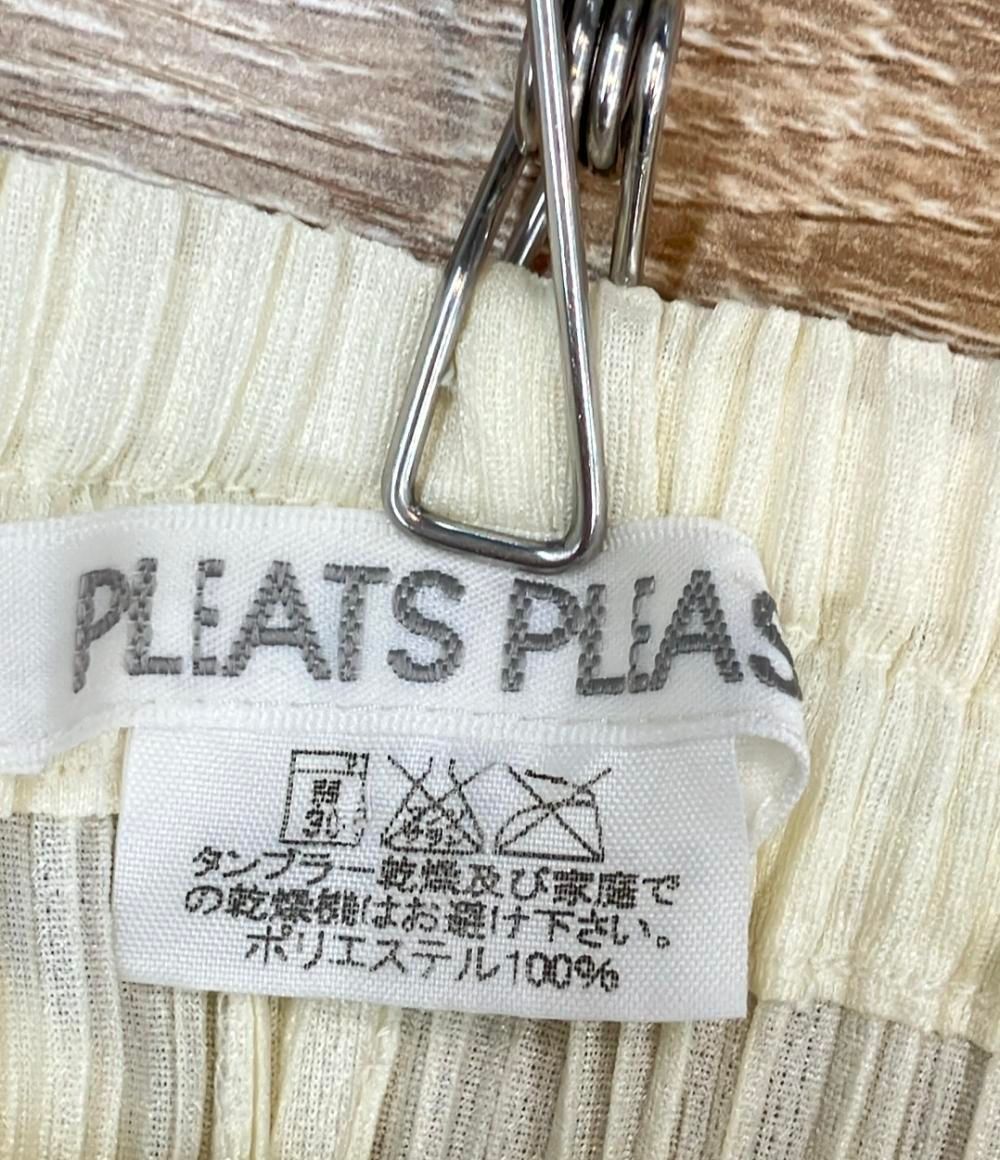 PLEATS PLEAS
タンブラー乾燥及び家庭で
の乾燥機はお避け下さい。
ポリエステル100%